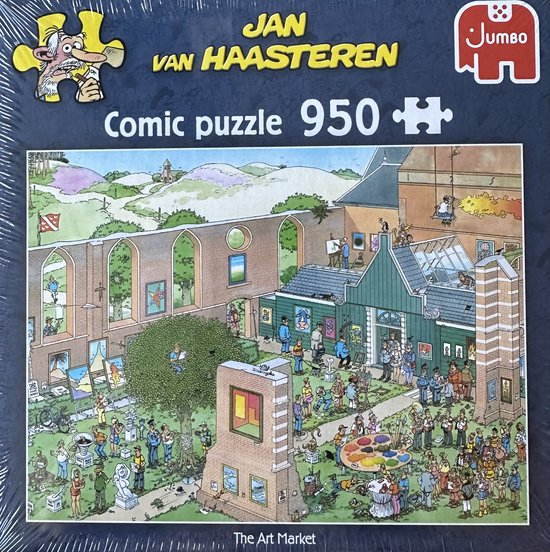 JAN
VAN HAASTEREN
Jumbo
Comic puzzle 950
The Art Market